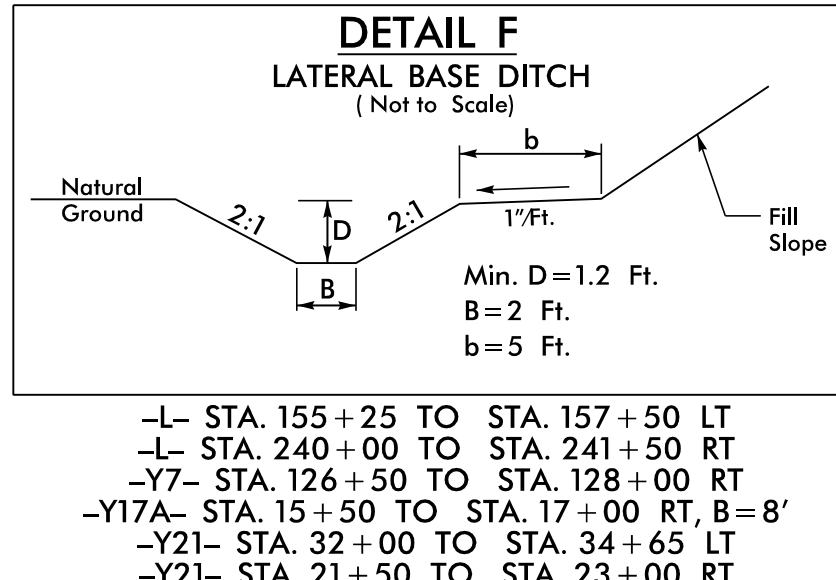 DETAIL F
LATERAL BASE DITCH
( Not to Scale)
b
Natural
Ground
2:1
D
2:1
1"/Ft.
Fill
Slope
B
Min. D=1.2 Ft.
B=2 Ft.
b=5 Ft.
-L- STA. 155+25 TO STA. 157+50 LT
-L- STA. 240+00 TO STA. 241+50 RT
-Y7- STA. 126+50 TO STA. 128+00 RT
-Y17A- STA. 15+50 TO STA. 17+00 RT, B=8'
-Y21- STA. 32+00 TO STA. 34+65 LT
-Y21- STA. 21+50 TO STA. 23+00 RT